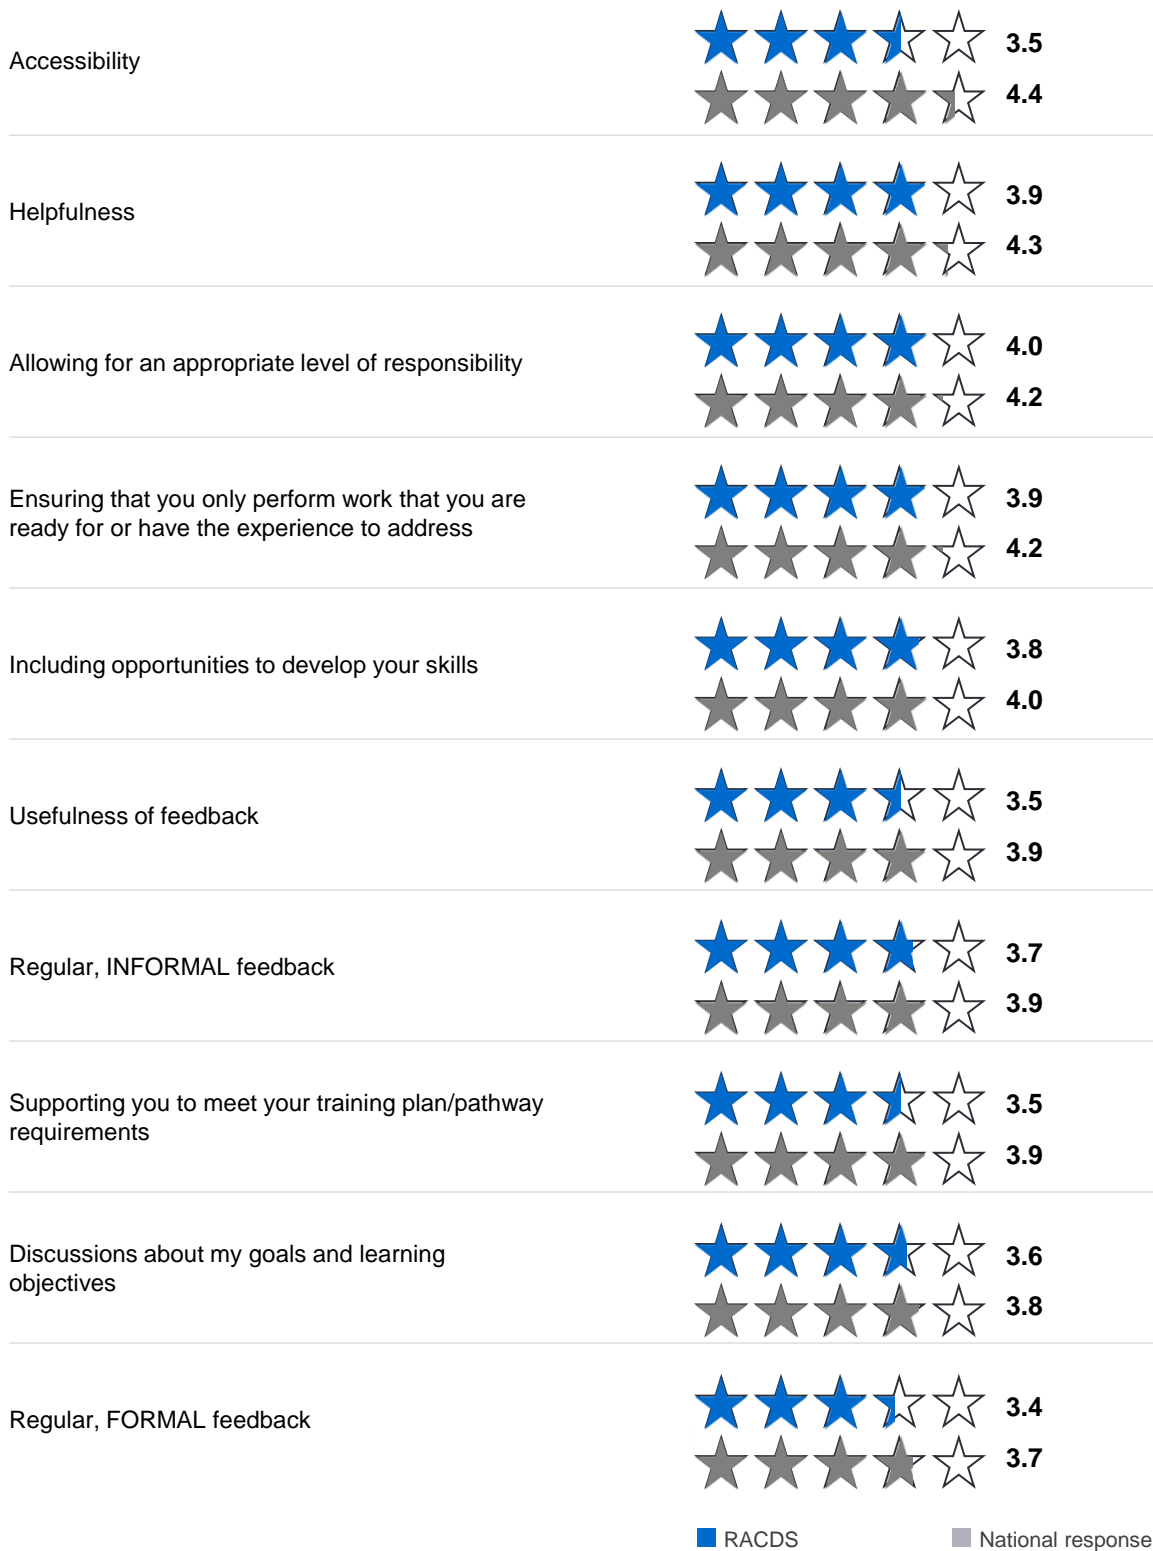 Accessibility
3.5
4.4
Helpfulness
3.9
4.3
Allowing for an appropriate level of responsibility
4.0
4.2
Ensuring that you only perform work that you are
ready for or have the experience to address
3.9
4.2
Including opportunities to develop your skills
3.8
4.0
Usefulness of feedback
3.5
3.9
Regular, INFORMAL feedback
3.7
3.9
Supporting you to meet your training plan/pathway
requirements
3.5
3.9
Discussions about my goals and learning
objectives
3.6
3.8
Regular, FORMAL feedback
3.4
3.7
RACDS
National response